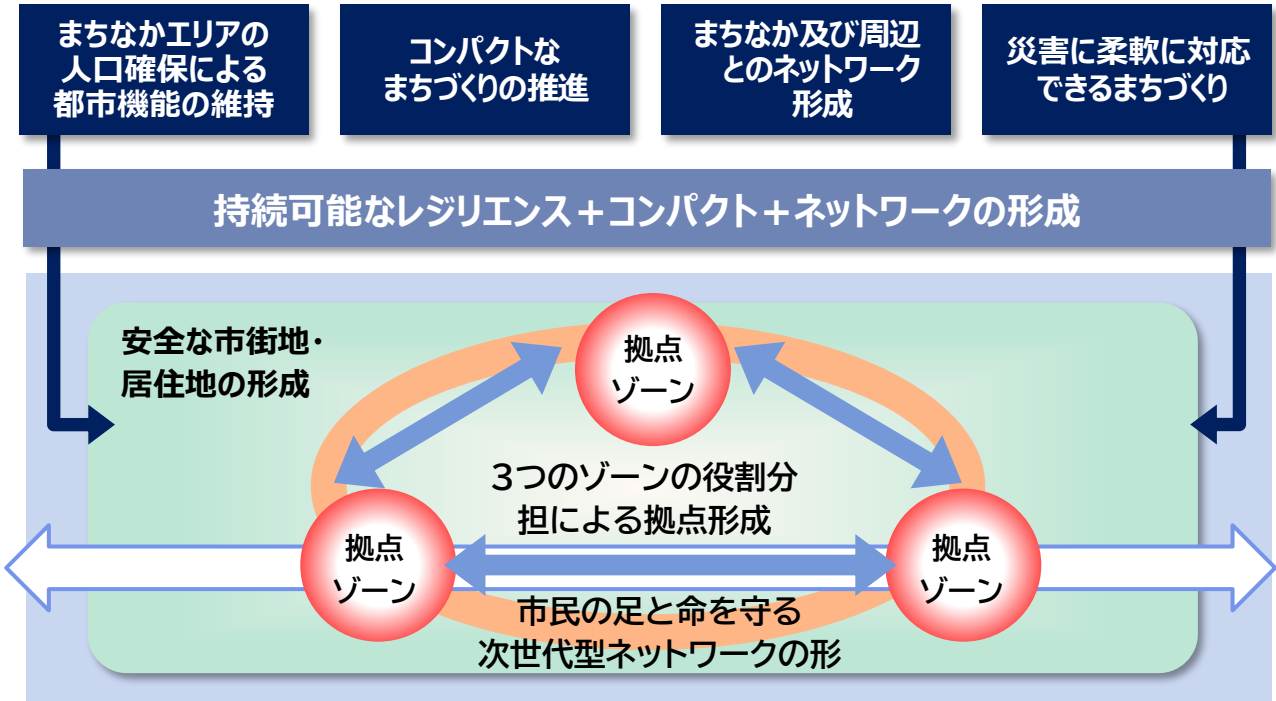 まちなかエリアの
人口確保による
都市機能の維持
コンパクトな
まちづくりの推進
まちなか及び周辺
とのネットワーク
形成
災害に柔軟に対応
できるまちづくり
持続可能なレジリエンス＋コンパクト＋ネットワークの形成
安全な市街地・
居住地の形成
拠点
ゾーン
３つのゾーンの役割分
担による拠点形成
拠点
ゾーン
拠点
ゾーン
市民の足と命を守る
次世代型ネットワークの形